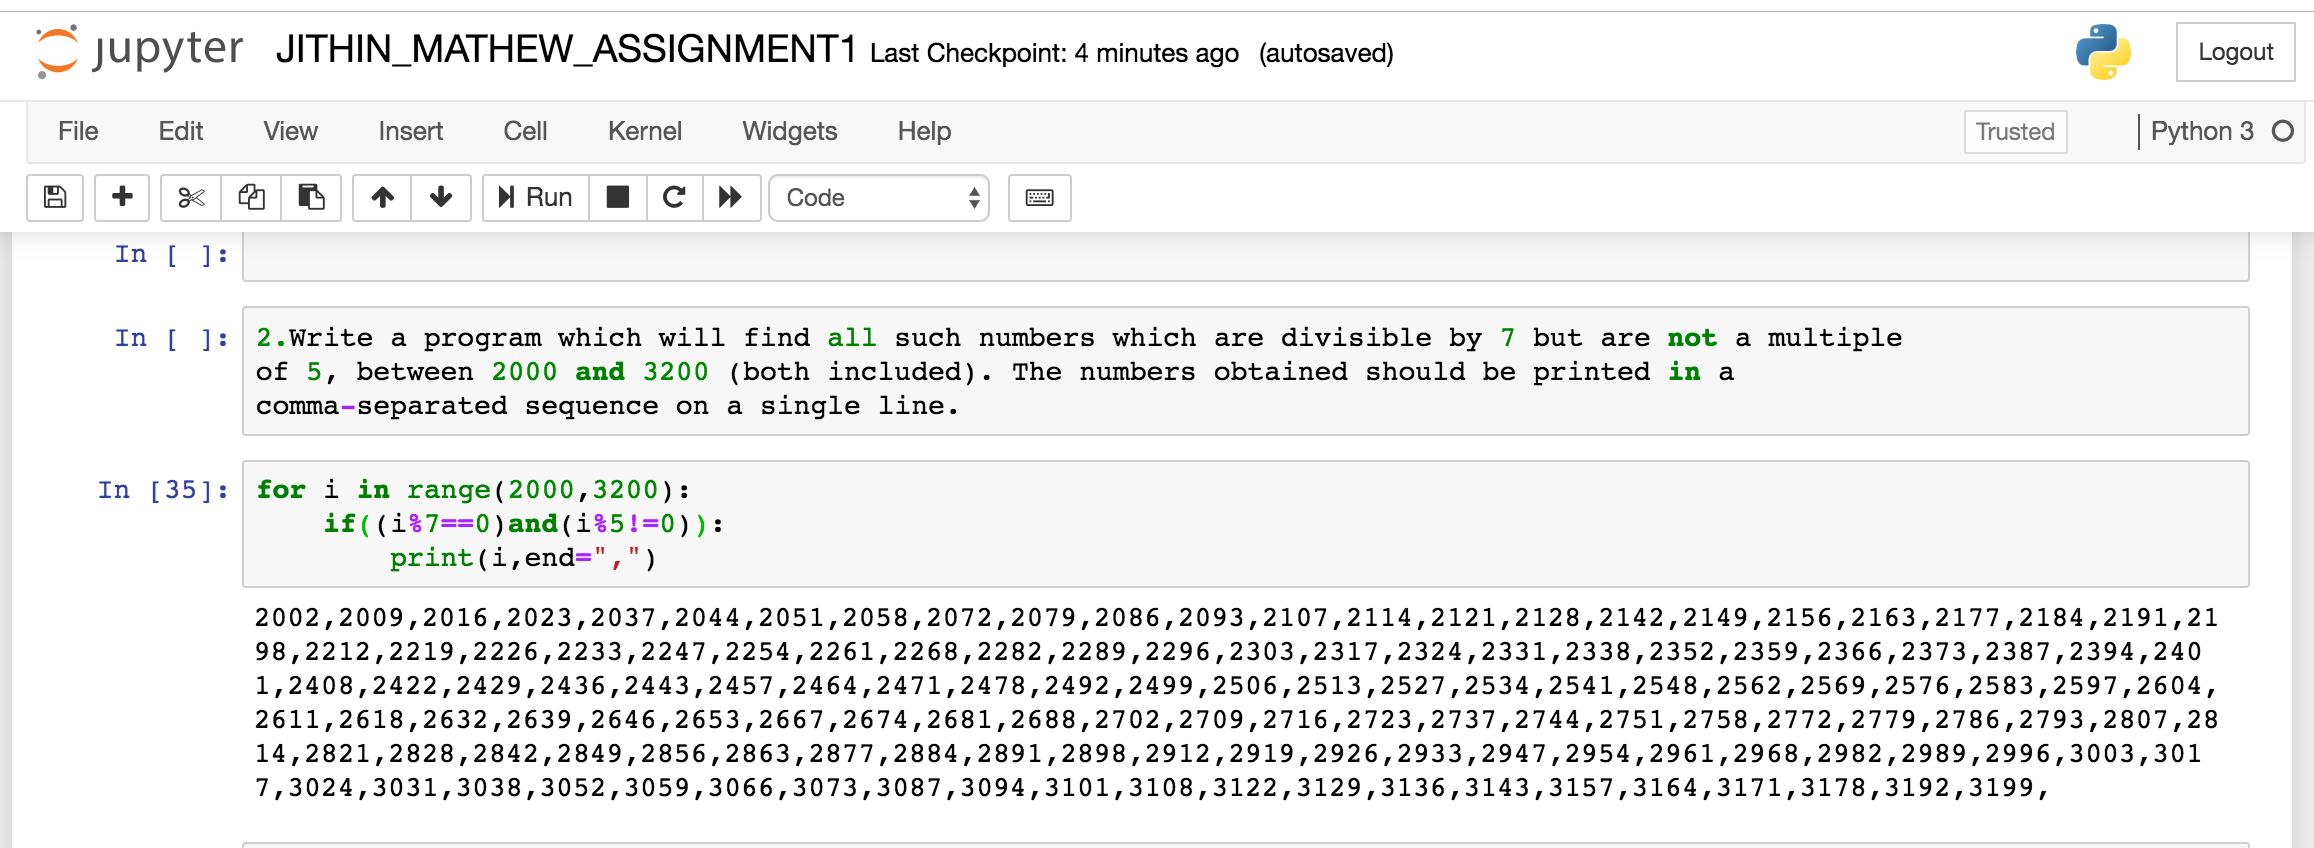 jupyter JITHIN_MATHEW_ASSIGNMENT1 Last Checkpoint: 4 minutes ago (autosaved) Logout
File Edit View Insert Cell Kernel Widgets Help Trusted Python 3
Run Code
In [ ]:
In [ ]: 2.Write a program which will find all such numbers which are divisible by 7 but are not a multiple
of 5, between 2000 and 3200 (both included). The numbers obtained should be printed in a
comma-separated sequence on a single line.
In [35]: for i in range(2000,3200):
    if((i%7==0)and(i%5!=0)):
        print(i,end=",")
2002,2009,2016,2023,2037,2044,2051,2058,2072,2079,2086,2093,2107,2114,2121,2128,2142,2149,2156,2163,2177,2184,2191,21
98,2212,2219,2226,2233,2247,2254,2261,2268,2282,2289,2296,2303,2317,2324,2331,2338,2352,2359,2366,2373,2387,2394,240
1,2408,2422,2429,2436,2443,2457,2464,2471,2478,2492,2499,2506,2513,2527,2534,2541,2548,2562,2569,2576,2583,2597,2604,
2611,2618,2632,2639,2646,2653,2667,2674,2681,2688,2702,2709,2716,2723,2737,2744,2751,2758,2772,2779,2786,2793,2807,28
14,2821,2828,2842,2849,2856,2863,2877,2884,2891,2898,2912,2919,2926,2933,2947,2954,2961,2968,2982,2989,2996,3003,301
7,3024,3031,3038,3052,3059,3066,3073,3087,3094,3101,3108,3122,3129,3136,3143,3157,3164,3171,3178,3192,3199,